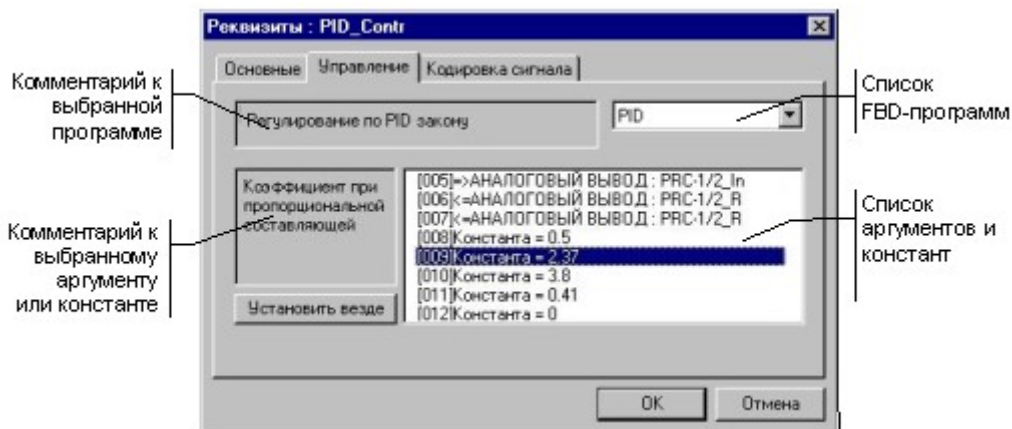 Реквизиты : PID_Contr
Основные
Управление
Кодировка сигнала
Комментарий к
выбранной
программе
Регулирование по PID закону
PID
Список
FBD-программ
Комментарий к
выбранному
аргументу
или константе
Коэффициент при
пропорциональной
составляющей
Установить везде
[005]=>АНАЛОГОВЫЙ ВЫВОД : PRC-1/2_In
[006]<=АНАЛОГОВЫЙ ВЫВОД : PRC-1/2_R
[007]<=АНАЛОГОВЫЙ ВЫВОД : PRC-1/2_R
[008]Константа = 0.5
[009]Константа = 2.37
[010]Константа = 3.8
[011]Константа = 0.41
[012]Константа = 0
Список
аргументов и
констант
OK
Отмена